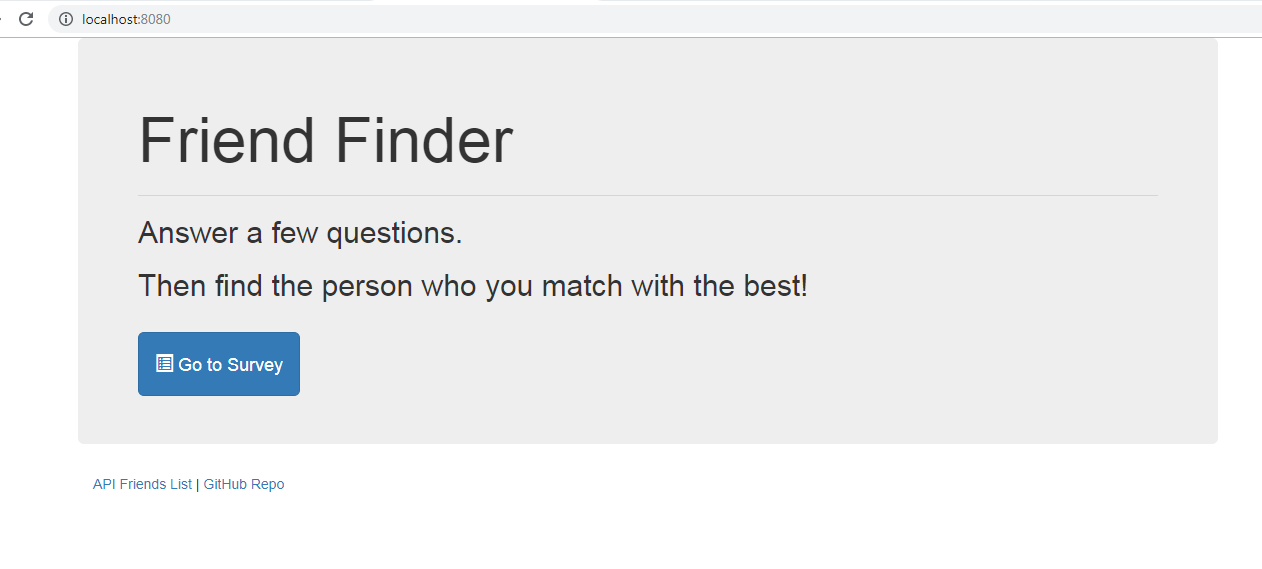 localhost:8080
Friend Finder
Answer a few questions.
Then find the person who you match with the best!
Go to Survey
API Friends List | GitHub Repo